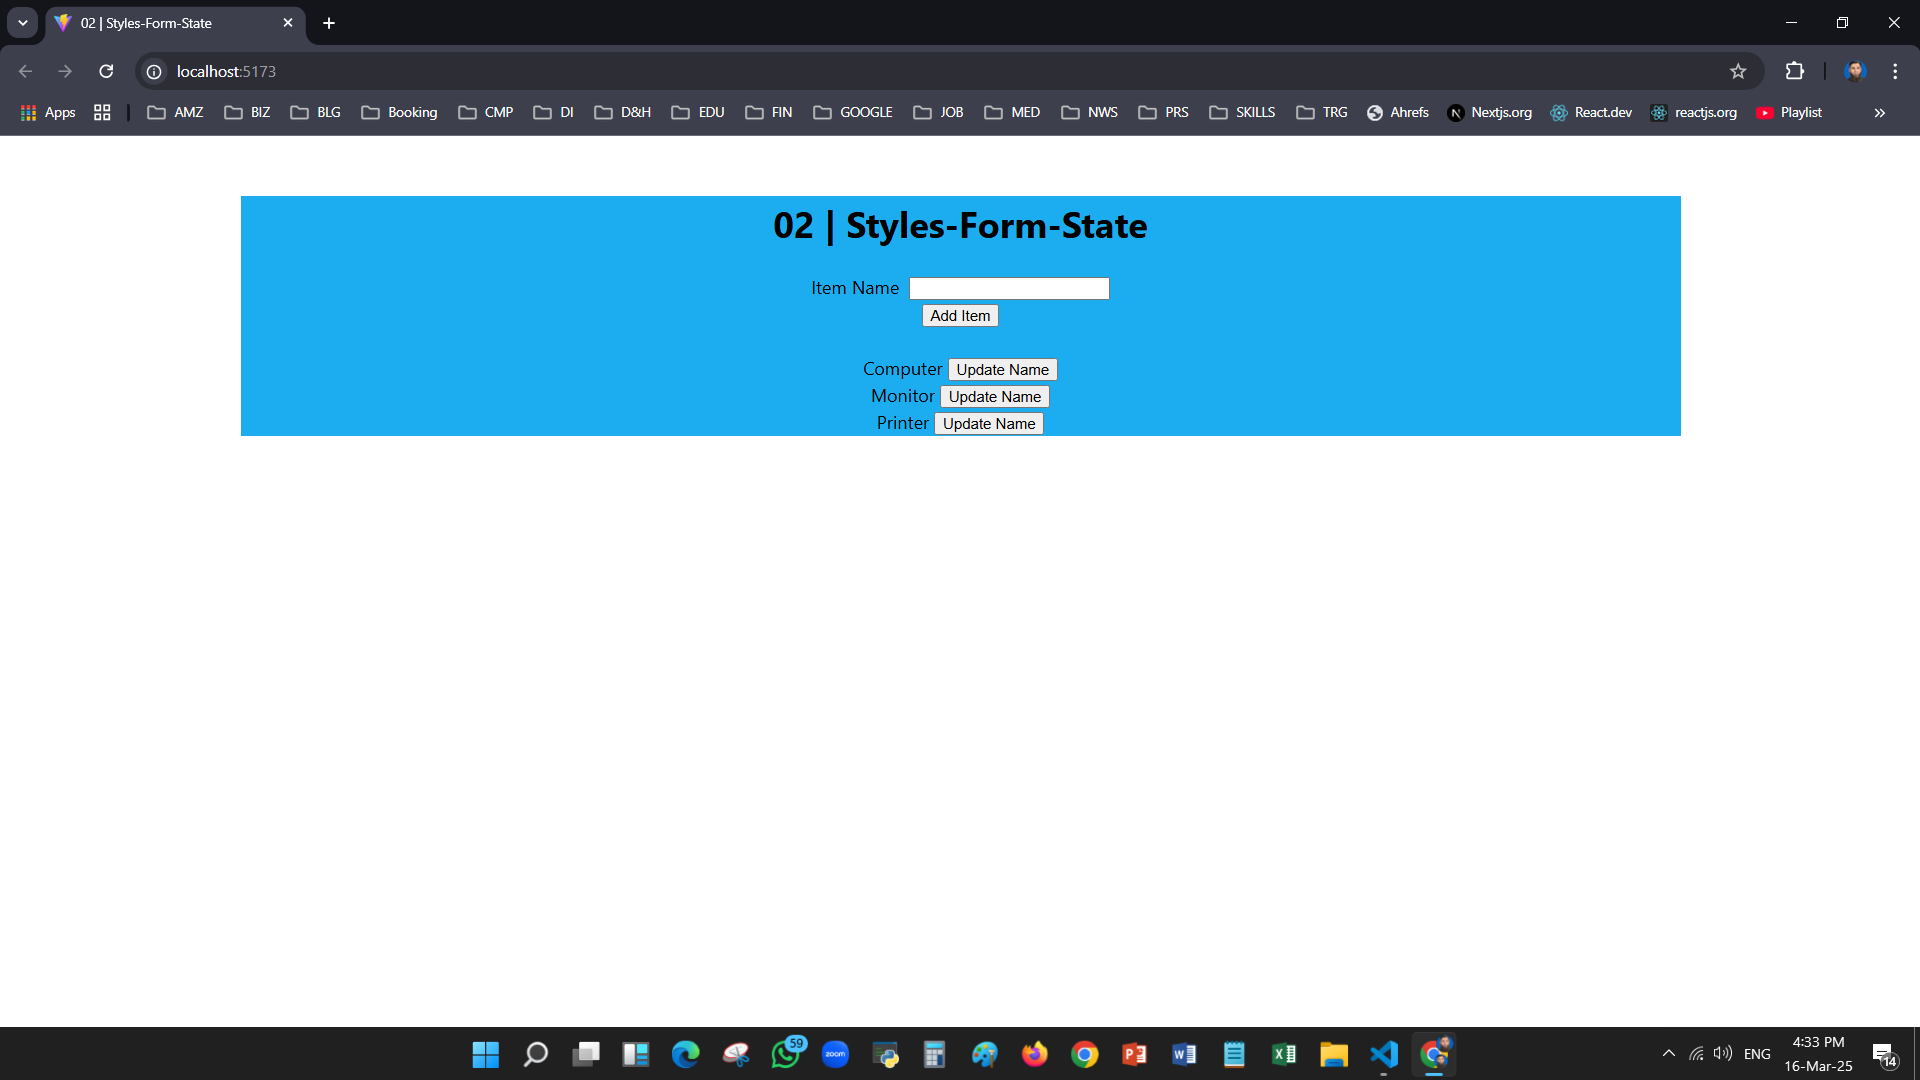 02 | Styles-Form-State
localhost:5173
Apps AMZ BIZ BLG Booking CMP DI D&H EDU FIN GOOGLE JOB MED NWS PRS SKILLS TRG Ahrefs Nextjs.org React.dev reactjs.org Playlist
02 | Styles-Form-State
Item Name
Add Item
Computer Update Name
Monitor Update Name
Printer Update Name
59
zoom
ENG
4:33 PM
16-Mar-25
14